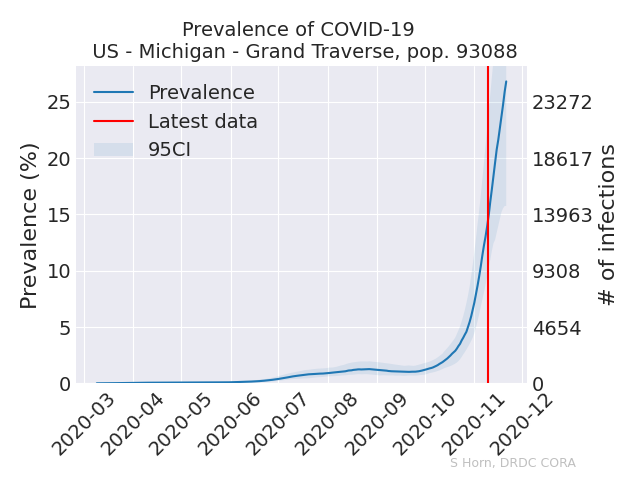 Prevalence of COVID-19
US - Michigan - Grand Traverse, pop. 93088
Prevalence
Latest data
95CI
Prevalence (%)
25
20
15
10
5
0
23272
18617
13963
9308
4654
0
# of infections
2020-03
2020-04
2020-05
2020-06
2020-07
2020-08
2020-09
2020-10
2020-11
2020-12
S Horn, DRDC CORA